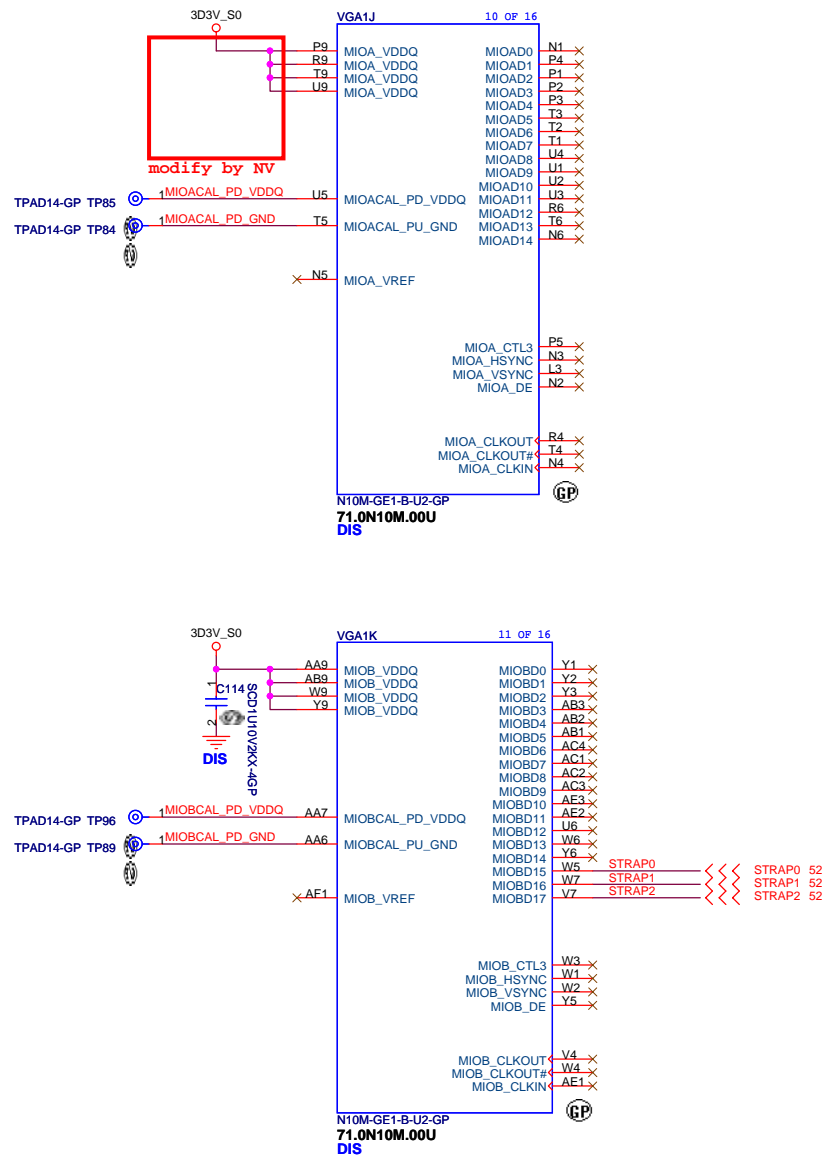 3D3V_S0
VGA1J
10 OF 16
P9 MIOA_VDDQ
R9 MIOA_VDDQ
T9 MIOA_VDDQ
U9 MIOA_VDDQ
MIOAD0 N1
MIOAD1 P4
MIOAD2 P1
MIOAD3 P2
MIOAD4 P3
MIOAD5 T3
MIOAD6 T2
MIOAD7 T1
MIOAD8 U4
MIOAD9 U1
MIOAD10 U2
MIOAD11 U3
MIOAD12 R6
MIOAD13 T6
MIOAD14 N6
modify by NV
TPAD14-GP TP85 1 MIOACAL_PD_VDDQ U5 MIOACAL_PD_VDDQ
TPAD14-GP TP84 1 MIOACAL_PD_GND T5 MIOACAL_PU_GND
N5 MIOA_VREF
MIOA_CTL3 P5
MIOA_HSYNC N3
MIOA_VSYNC L3
MIOA_DE N2
MIOA_CLKOUT R4
MIOA_CLKOUT# T4
MIOA_CLKIN N4
GP
N10M-GE1-B-U2-GP
71.0N10M.00U
DIS
3D3V_S0
VGA1K
11 OF 16
AA9 MIOB_VDDQ
AB9 MIOB_VDDQ
W9 MIOB_VDDQ
Y9 MIOB_VDDQ
1
C114
2
SCD1U10V2KX-4GP
DIS
MIOBD0 Y1
MIOBD1 Y2
MIOBD2 Y3
MIOBD3 AB3
MIOBD4 AB2
MIOBD5 AB1
MIOBD6 AC4
MIOBD7 AC1
MIOBD8 AC2
MIOBD9 AC3
MIOBD10 AE3
MIOBD11 AE2
MIOBD12 U6
MIOBD13 W6
MIOBD14 Y6
MIOBD15 W5 STRAP0 STRAP0 52
MIOBD16 W7 STRAP1 STRAP1 52
MIOBD17 V7 STRAP2 STRAP2 52
TPAD14-GP TP96 1 MIOBCAL_PD_VDDQ AA7 MIOBCAL_PD_VDDQ
TPAD14-GP TP89 1 MIOBCAL_PD_GND AA6 MIOBCAL_PU_GND
AF1 MIOB_VREF
MIOB_CTL3 W3
MIOB_HSYNC W1
MIOB_VSYNC W2
MIOB_DE Y5
MIOB_CLKOUT V4
MIOB_CLKOUT# W4
MIOB_CLKIN AE1
GP
N10M-GE1-B-U2-GP
71.0N10M.00U
DIS